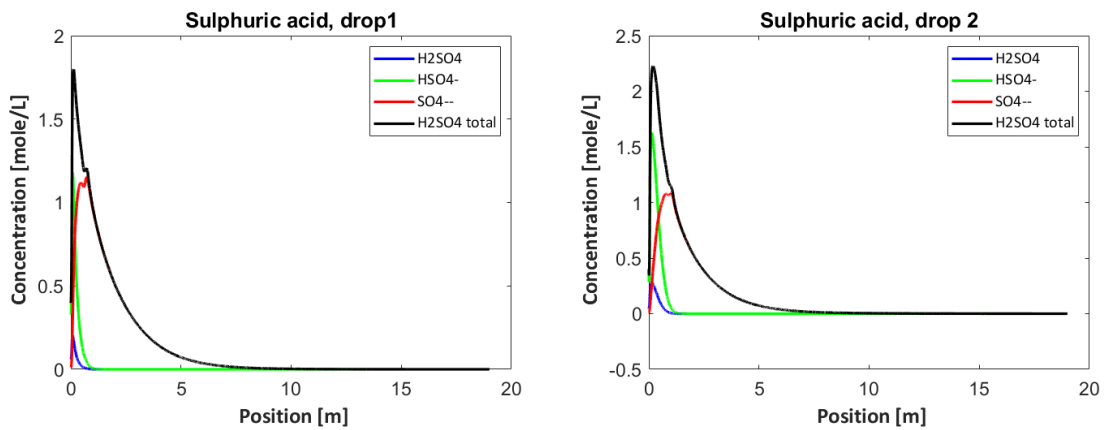 Sulphuric acid, drop1
2
1.5
1
0.5
0
Concentration [mole/L]
H2SO4
HSO4-
SO4--
H2SO4 total
0 5 10 15 20
Position [m]
Sulphuric acid, drop 2
2.5
2
1.5
1
0.5
0
-0.5
Concentration [mole/L]
H2SO4
HSO4-
SO4--
H2SO4 total
0 5 10 15 20
Position [m]